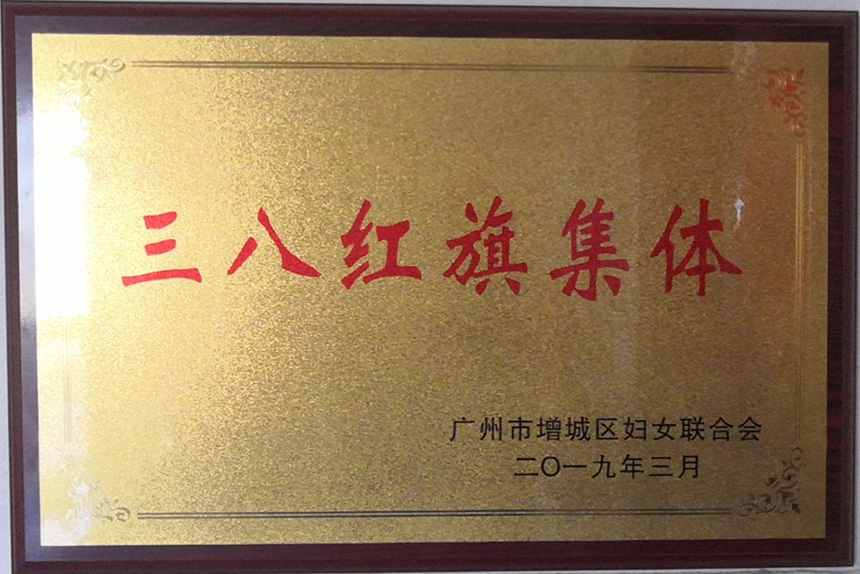 三八红旗集体
广州市增城区妇女联合会
二〇一九年三月